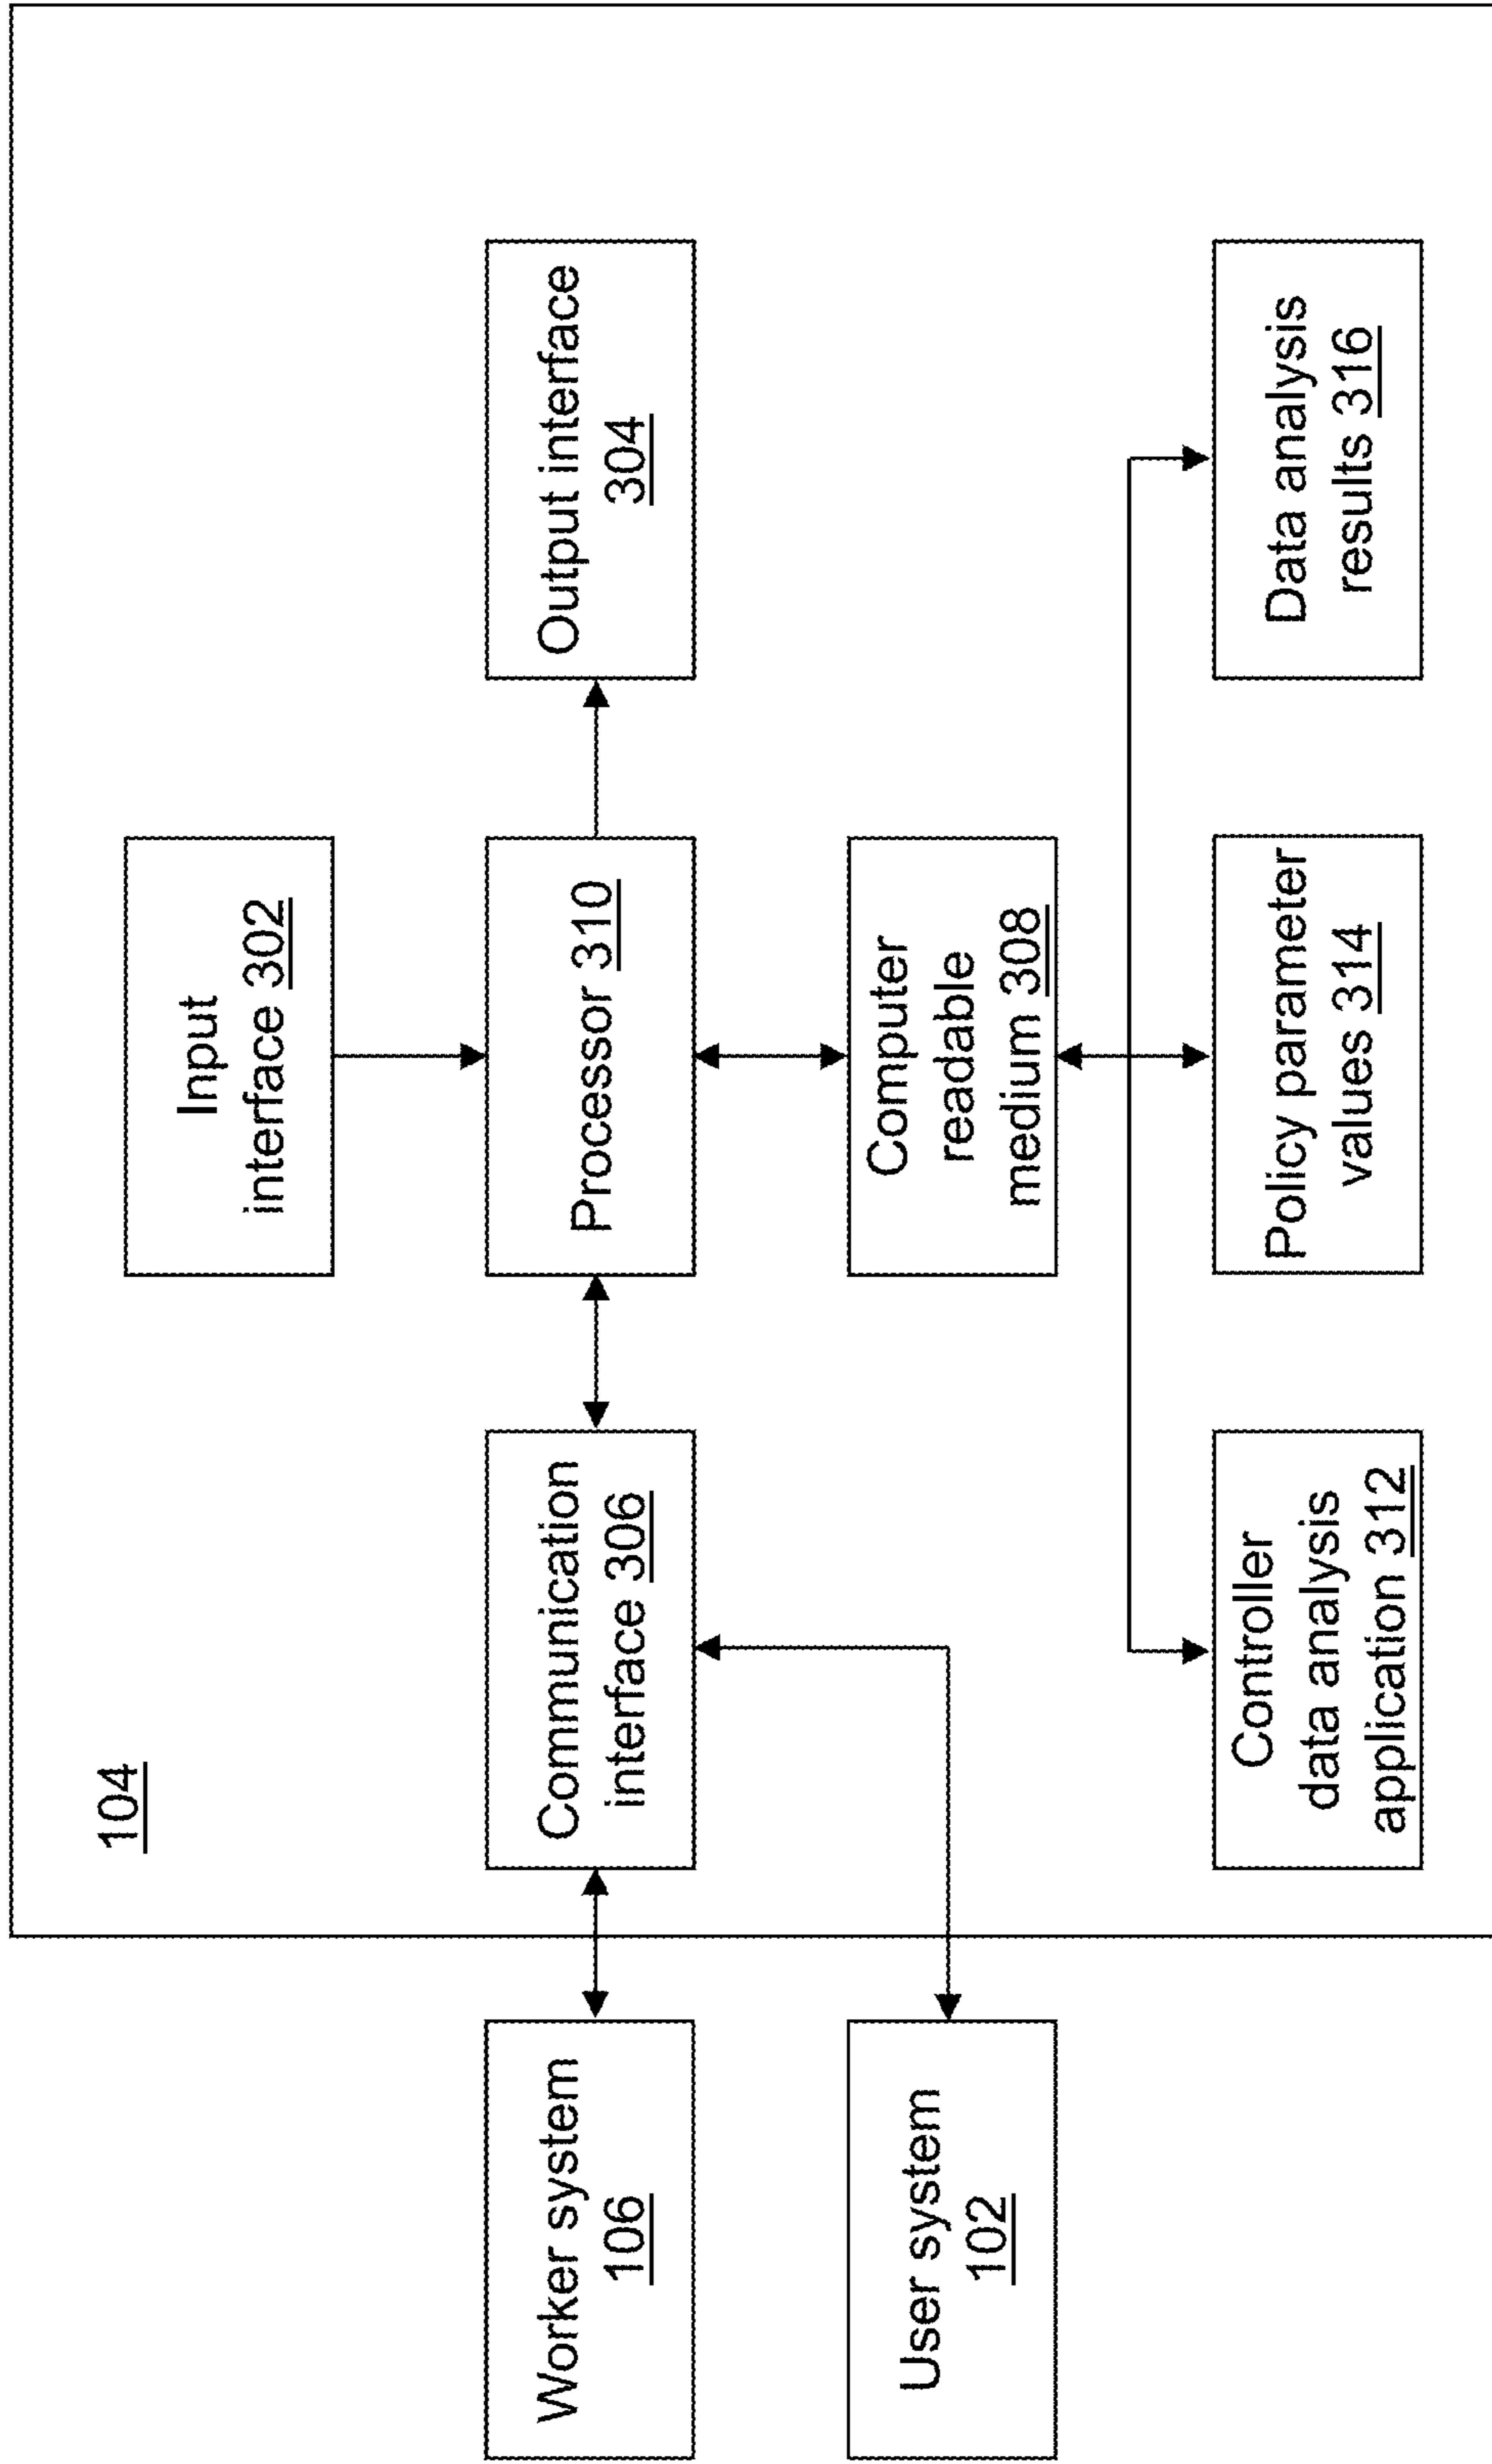 104
Input
interface 302
Worker system
106
Communication
interface 306
Processor 310
Output interface
304
User system
102
Computer
readable
medium 308
Controller
data analysis
application 312
Policy parameter
values 314
Data analysis
results 316